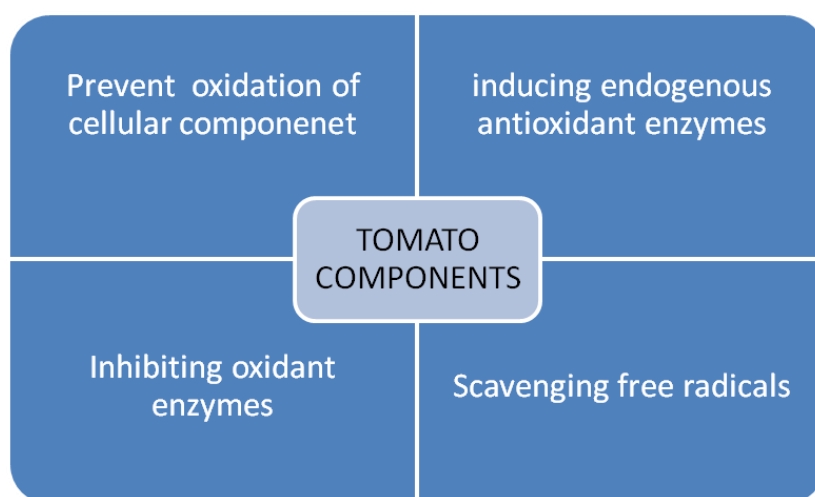 Prevent oxidation of
cellular componenet
inducing endogenous
antioxidant enzymes
TOMATO
COMPONENTS
Inhibiting oxidant
enzymes
Scavenging free radicals